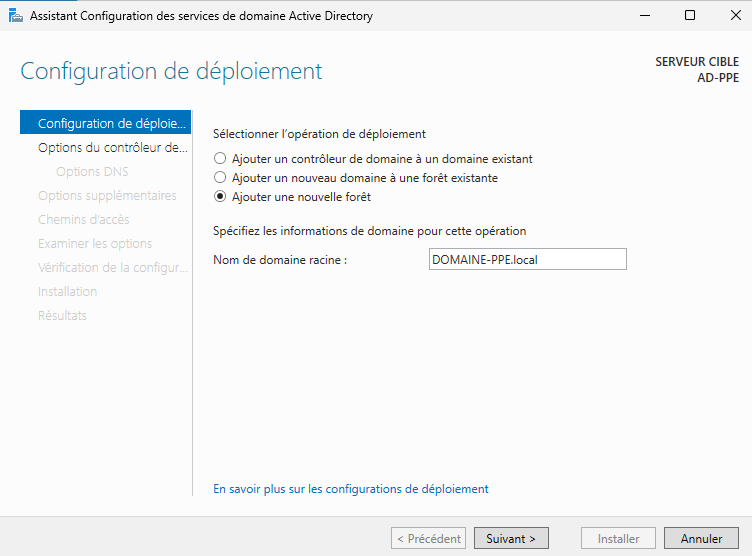 Assistant Configuration des services de domaine Active Directory
Configuration de déploiement
SERVEUR CIBLE
AD-PPE
Configuration de déploie...
Options du contrôleur de...
Options DNS
Options supplémentaires
Chemins d'accès
Examiner les options
Vérification de la configur...
Installation
Résultats
Sélectionner l'opération de déploiement
Ajouter un contrôleur de domaine à un domaine existant
Ajouter un nouveau domaine à une forêt existante
Ajouter une nouvelle forêt
Spécifiez les informations de domaine pour cette opération
Nom de domaine racine : DOMAINE-PPE.local
En savoir plus sur les configurations de déploiement
< Précédent Suivant > Installer Annuler